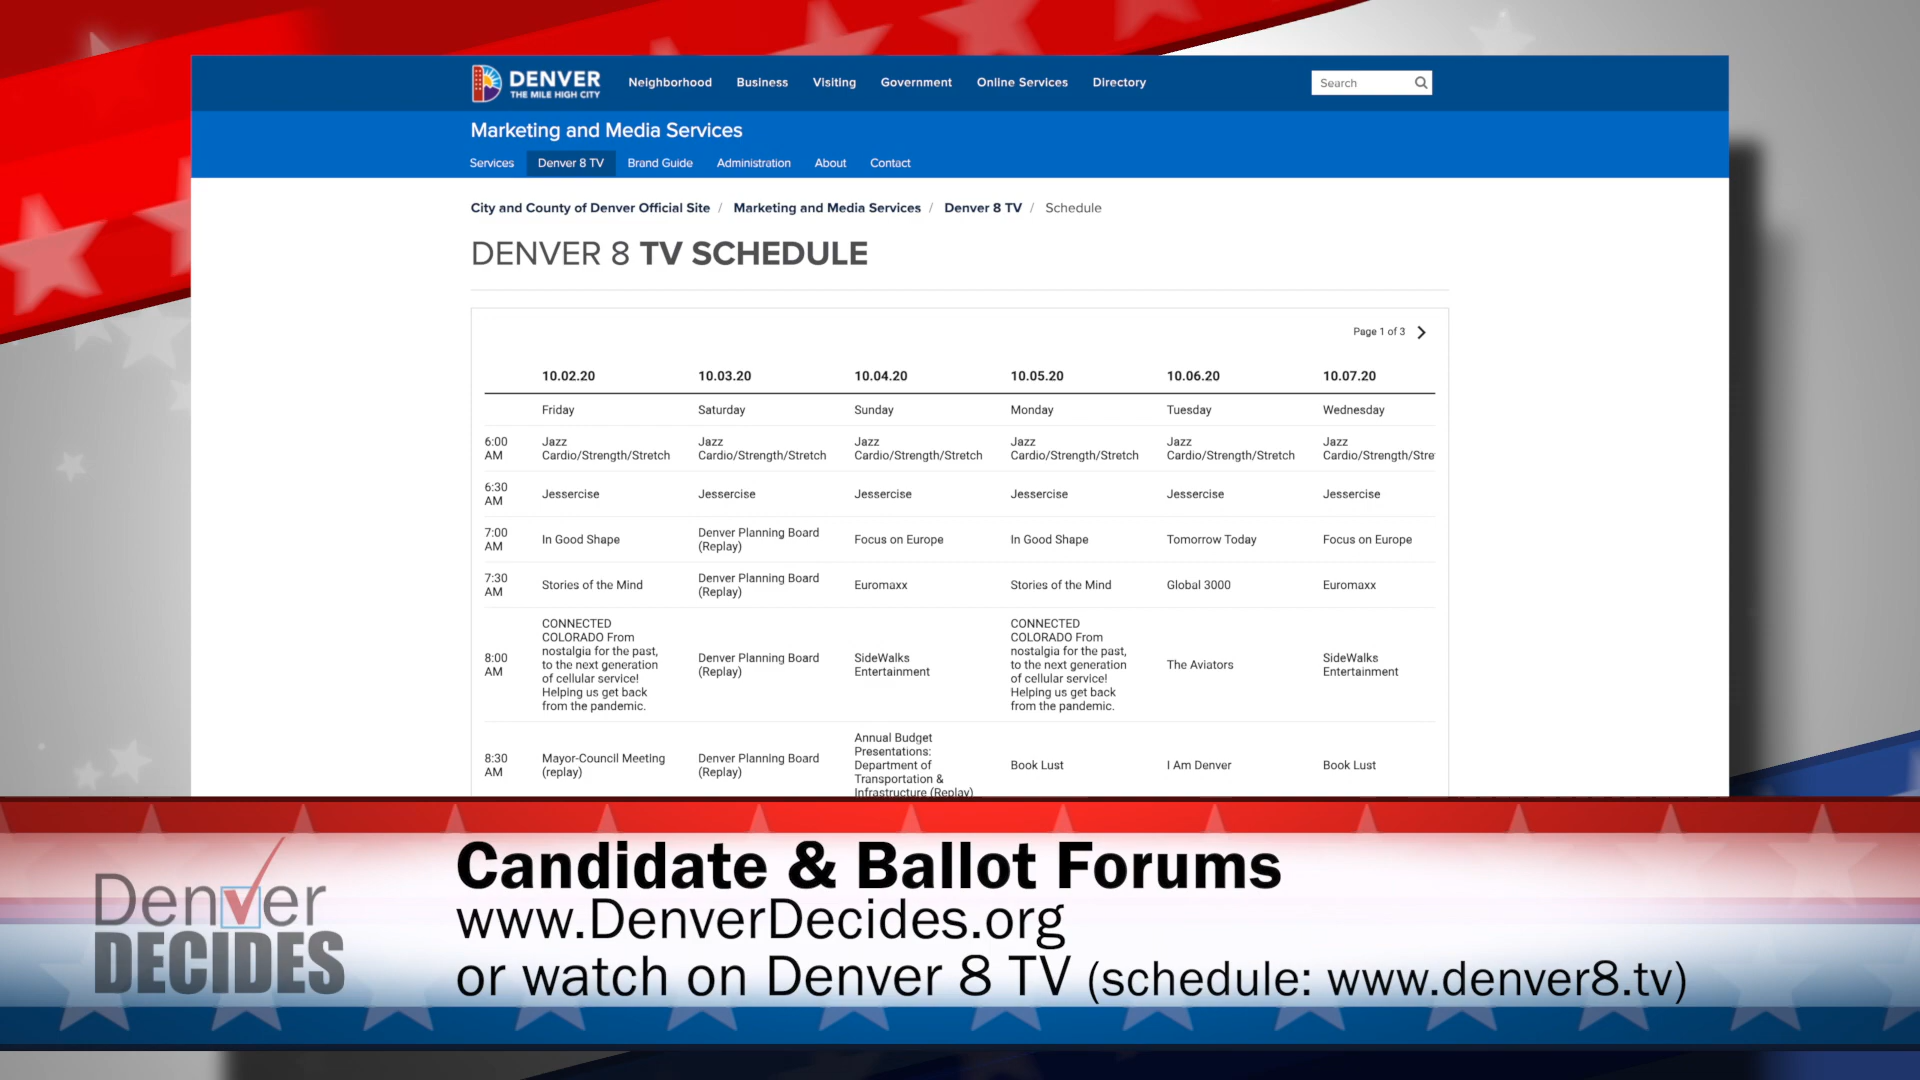 DENVER
THE MILE HIGH CITY
Neighborhood Business Visiting Government Online Services Directory
Search
Marketing and Media Services
Services Denver 8 TV Brand Guide Administration About Contact
City and County of Denver Official Site / Marketing and Media Services / Denver 8 TV / Schedule
DENVER 8 TV SCHEDULE
Page 1 of 3
10.02.20 10.03.20 10.04.20 10.05.20 10.06.20 10.07.20
Friday Saturday Sunday Monday Tuesday Wednesday
6:00 Jazz Jazz Jazz Jazz Jazz Jazz
AM Cardio/Strength/Stretch Cardio/Strength/Stretch Cardio/Strength/Stretch Cardio/Strength/Stretch Cardio/Strength/Stretch Cardio/Strength/Stre
6:30
AM Jessercise Jessercise Jessercise Jessercise Jessercise Jessercise
7:00 Denver Planning Board
AM In Good Shape (Replay) Focus on Europe In Good Shape Tomorrow Today Focus on Europe
7:30 Denver Planning Board
AM Stories of the Mind (Replay) Euromaxx Stories of the Mind Global 3000 Euromaxx
8:00
AM
CONNECTED
COLORADO From
nostalgia for the past,
to the next generation
of cellular service!
Helping us get back
from the pandemic.
Denver Planning Board
(Replay)
SideWalks
Entertainment
CONNECTED
COLORADO From
nostalgia for the past,
to the next generation
of cellular service!
Helping us get back
from the pandemic.
The Aviators
SideWalks
Entertainment
8:30
AM
Mayor-Council Meeting
(replay)
Denver Planning Board
(Replay)
Annual Budget
Presentations:
Department of
Transportation &
Infrastructure (Replay)
Book Lust
I Am Denver
Book Lust
Denver
DECIDES
Candidate & Ballot Forums
www.DenverDecides.org
or watch on Denver 8 TV (schedule: www.denver8.tv)